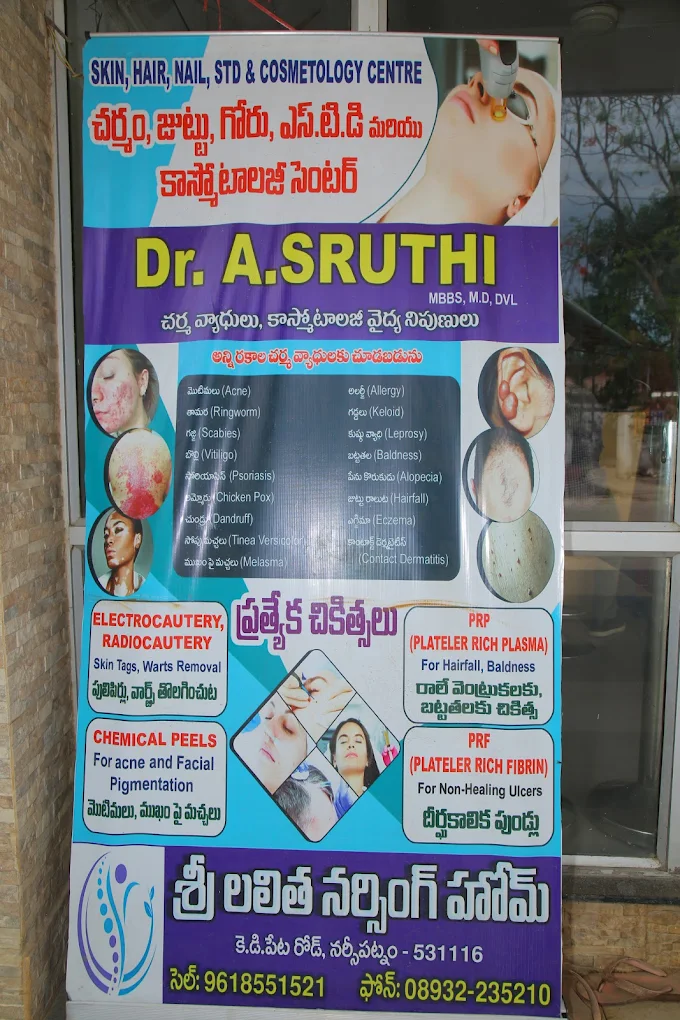 SKIN, HAIR, NAIL, STD & COSMETOLOGY CENTRE
చర్మం, జుట్టు, గోరు, ఎస్.టి.డి మరియు
కాస్మోటాలజీ సెంటర్
Dr. A.SRUTHI
MBBS, M.D, DVL
చర్మ వ్యాధులు, కాస్మోటాలజీ వైద్య నిపుణులు
అన్నిరకాల చర్మ వ్యాధులకు చూడబడును
మొటిమలు (Acne)
తామర (Ringworm)
గజ్జి (Scabies)
బొల్లి (Vitiligo)
సోరియాసిస్ (Psoriasis)
అమ్మోరు (Chicken Pox)
చుండ్రు (Dandruff)
సోపుమచ్చలు (Tinea Versicolor)
ముఖం పై మచ్చలు (Melasma)
అలర్జీ (Allergy)
గడ్డలు (Keloid)
కుష్ఠు వ్యాధి (Leprosy)
బట్టతల (Baldness)
పేను కొరుకుడు (Alopecia)
జుట్టు రాలుట (Hairfall)
ఎగ్జిమా (Eczema)
కాంటాక్ట్ డెర్మటైటిస్
(Contact Dermatitis)
ప్రత్యేక చికిత్సలు
ELECTROCAUTERY,
RADIOCAUTERY
Skin Tags, Warts Removal
పులిపిర్లు, వార్ట్స్ తొలగించుట
CHEMICAL PEELS
For acne and Facial
Pigmentation
మొటిమలు, ముఖం పై మచ్చలు
PRP
(PLATELER RICH PLASMA)
For Hairfall, Baldness
రాలే వెంట్రుకలకు,
బట్టతలకు చికిత్స
PRF
(PLATELER RICH FIBRIN)
For Non-Healing Ulcers
దీర్ఘకాలిక పుండ్లు
శ్రీ లలిత నర్సింగ్ హోమ్
కె.డి.పేట రోడ్, నర్సీపట్నం - 531116
సెల్: 9618551521 ఫోన్: 08932-235210